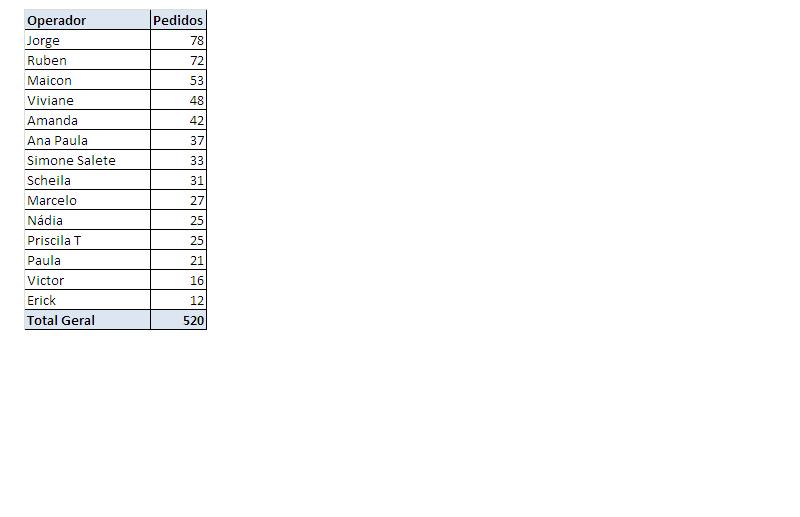 Operador Pedidos
Jorge 78
Ruben 72
Maicon 53
Viviane 48
Amanda 42
Ana Paula 37
Simone Salete 33
Scheila 31
Marcelo 27
Nádia 25
Priscila T 25
Paula 21
Victor 16
Erick 12
Total Geral 520